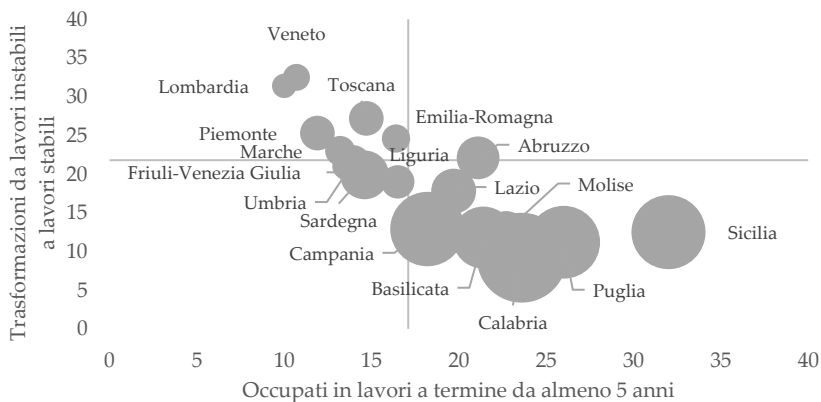 Trasformazioni da lavori instabili
a lavori stabili
40
35
30
25
20
15
10
5
0
Veneto
Lombardia
Toscana
Emilia-Romagna
Piemonte
Marche
Liguria
Abruzzo
Friuli-Venezia Giulia
Molise
Lazio
Umbria
Sardegna
Campania
Sicilia
Basilicata
Puglia
Calabria
0 10 15 20 25 30 35 40
Occupati in lavori a termine da almeno 5 anni